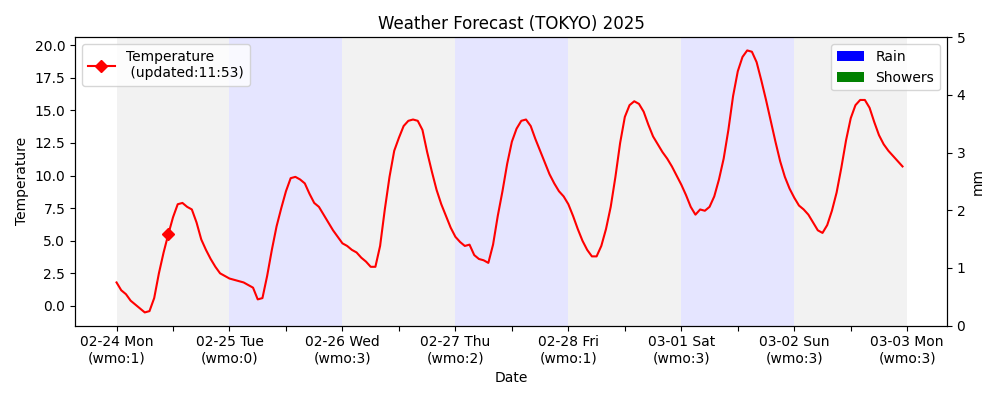 Weather Forecast (TOKYO) 2025
Temperature
(updated:11:53)
Rain
Showers
Temperature
20.0
17.5
15.0
12.5
10.0
7.5
5.0
2.5
0.0
5
4
3
2
1
0
mm
02-24 Mon
(wmo:1)
02-25 Tue
(wmo:0)
02-26 Wed
(wmo:3)
02-27 Thu
(wmo:2)
02-28 Fri
(wmo:1)
03-01 Sat
(wmo:3)
03-02 Sun
(wmo:3)
03-03 Mon
(wmo:3)
Date